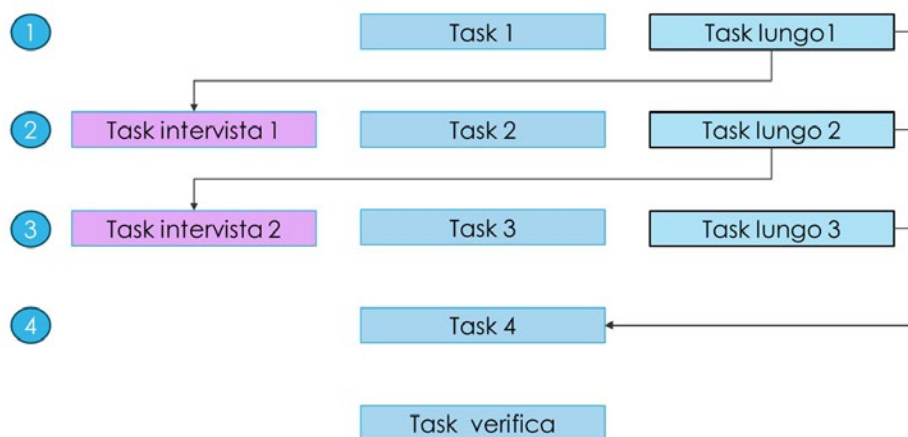 1 Task 1 Task lungo1
2 Task intervista 1 Task 2 Task lungo 2
3 Task intervista 2 Task 3 Task lungo 3
4 Task 4
Task verifica